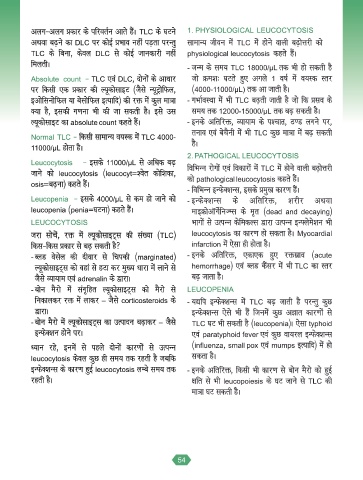 अलग–अलग प्रकार के परिवर्तन आते हैं। TLC के घटने
अथवा बढ़ने का DLC पर कोई प्रभाव नहीं पड़ता परन्तु
TLC के बिना, केवल DLC से कोई जानकारी नहीं
मिलती।
Absolute count – TLC एवं DLC, दोनों के आधार
पर किसी एक प्रकार की ल्यूकोसाइट (जैसे न्यूट्रोफिल,
इओसिनोफिल या बेसोफिल इत्यादि) की रक्त में कुल मात्रा
क्या है, इसकी गणना भी की जा सकती है। इसे उस
ल्यूकोसाइट का absolute count कहते हैं।
Normal TLC - किसी सामान्य वयस्क में TLC 4000-
11000/μL होता है।
Leucocytosis – इसके 11000/μL से अधिक बढ़
जाने को leucocytosis (leucocyt=श्वेत कोशिका,
osis=बढ़ना) कहते हैं।
Leucopenia - इसके 4000/μL से कम हो जाने को
leucopenia (penia=घटना) कहते हैं।
LEUCOCYTOSIS
जरा सोचें, रक्त में ल्यूकोसाइट्स की संख्या (TLC)
किस-किस प्रकार से बढ़ सकती है?
- ब्लड वेसेल की दीवार से चिपकी (marginated)
ल्यूकोसाइट्स को वहां से हटा कर मुख्य धारा में लाने से
जैसे व्यायाम एवं adrenalin के द्वारा।
- बोन मैरो में संगृहित ल्यूकोसाइट्स को मैरो से
निकालकर रक्त में लाकर – जैसे corticosteroids के
द्वारा।
- बोन मैरो में ल्यूकोसाइट्स का उत्पादन बढ़ाकर – जैसे
इन्फेक्शन होने पर।
ध्यान रहे, इनमें से पहले दोनों कारणों से उत्पन्न
leucocytosis केवल कुछ ही समय तक रहती है जबकि
इन्फेक्शन्स के कारण हुई leucocytosis लम्बे समय तक
रहती है।
1. PHYSIOLOGICAL LEUCOCYTOSIS
सामान्य जीवन में TLC में होने वाली बढ़ोत्तरी को
physiological leucocytosis कहते हैं।
- जन्म के समय TLC 18000/μL तक भी हो सकती है
जो क्रमशः घटते हुए अगले 1 वर्ष में वयस्क स्तर
(4000-11000/μL) तक आ जाती है।
- गर्भावस्था में भी TLC बढ़ती जाती है जो कि प्रसव के
समय तक 12000-15000/μL तक बढ़ सकती है।
- इनके अतिरिक्त, व्यायाम के पश्चात, ठण्ड लगने पर,
तनाव एवं बेचैनी में भी TLC कुछ मात्रा में बढ़ सकती
है।
2. PATHOGICAL LEUCOCYTOSIS
विभिन्न रोगों एवं विकारों में TLC में होने वाली बढ़ोत्तरी
को pathological leucocytosis कहते हैं।
- विभिन्न इन्फेक्शन्स, इसके प्रमुख कारण हैं।
- इन्फेक्शन्स के अतिरिक्त, शरीर अथवा
माइक्रोऑर्गेनिज्म्स के मृत (dead and decaying)
भागों से उत्पन्न केमिकल्स द्वारा उत्पन्न इन्फ्लेमेशन भी
leucocytosis का कारण हो सकता है। Myocardial
infarction में ऐसा ही होता है।
- इनके अतिरिक्त, एकाएक हुए रक्तस्राव (acute
hemorrhage) एवं ब्लड कैंसर में भी TLC का स्तर
बढ़ जाता है।
LEUCOPENIA
- यद्यपि इन्फेक्शन्स में TLC बढ़ जाती है परन्तु कुछ
इन्फेक्शन्स ऐसे भी हैं जिनमें कुछ अज्ञात कारणों से
TLC घट भी सकती है (leucopenia)। ऐसा typhoid
एवं paratyphoid fever एवं कुछ वायरल इन्फेक्शन्स
(influenza, small pox एवं mumps इत्यादि) में हो
सकता है।
- इनके अतिरिक्त, किसी भी कारण से बोन मैरो को हुई
क्षति से भी leucopoiesis के घट जाने से TLC की
मात्रा घट सकती है।
54